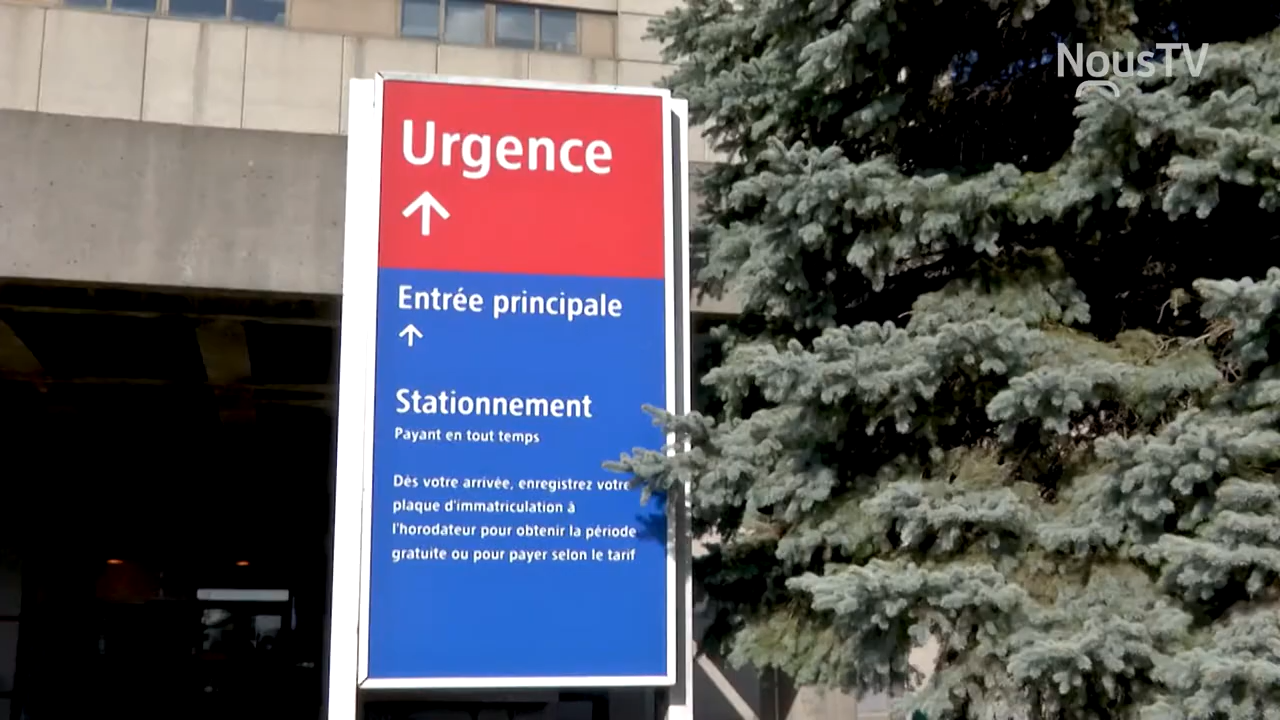 NousTV
Urgence
Entrée principale
Stationnement
Payant en tout temps
Dès votre arrivée, enregistrez votre
plaque d'immatriculation à
l'horodateur pour obtenir la période
gratuite ou pour payer selon le tarif